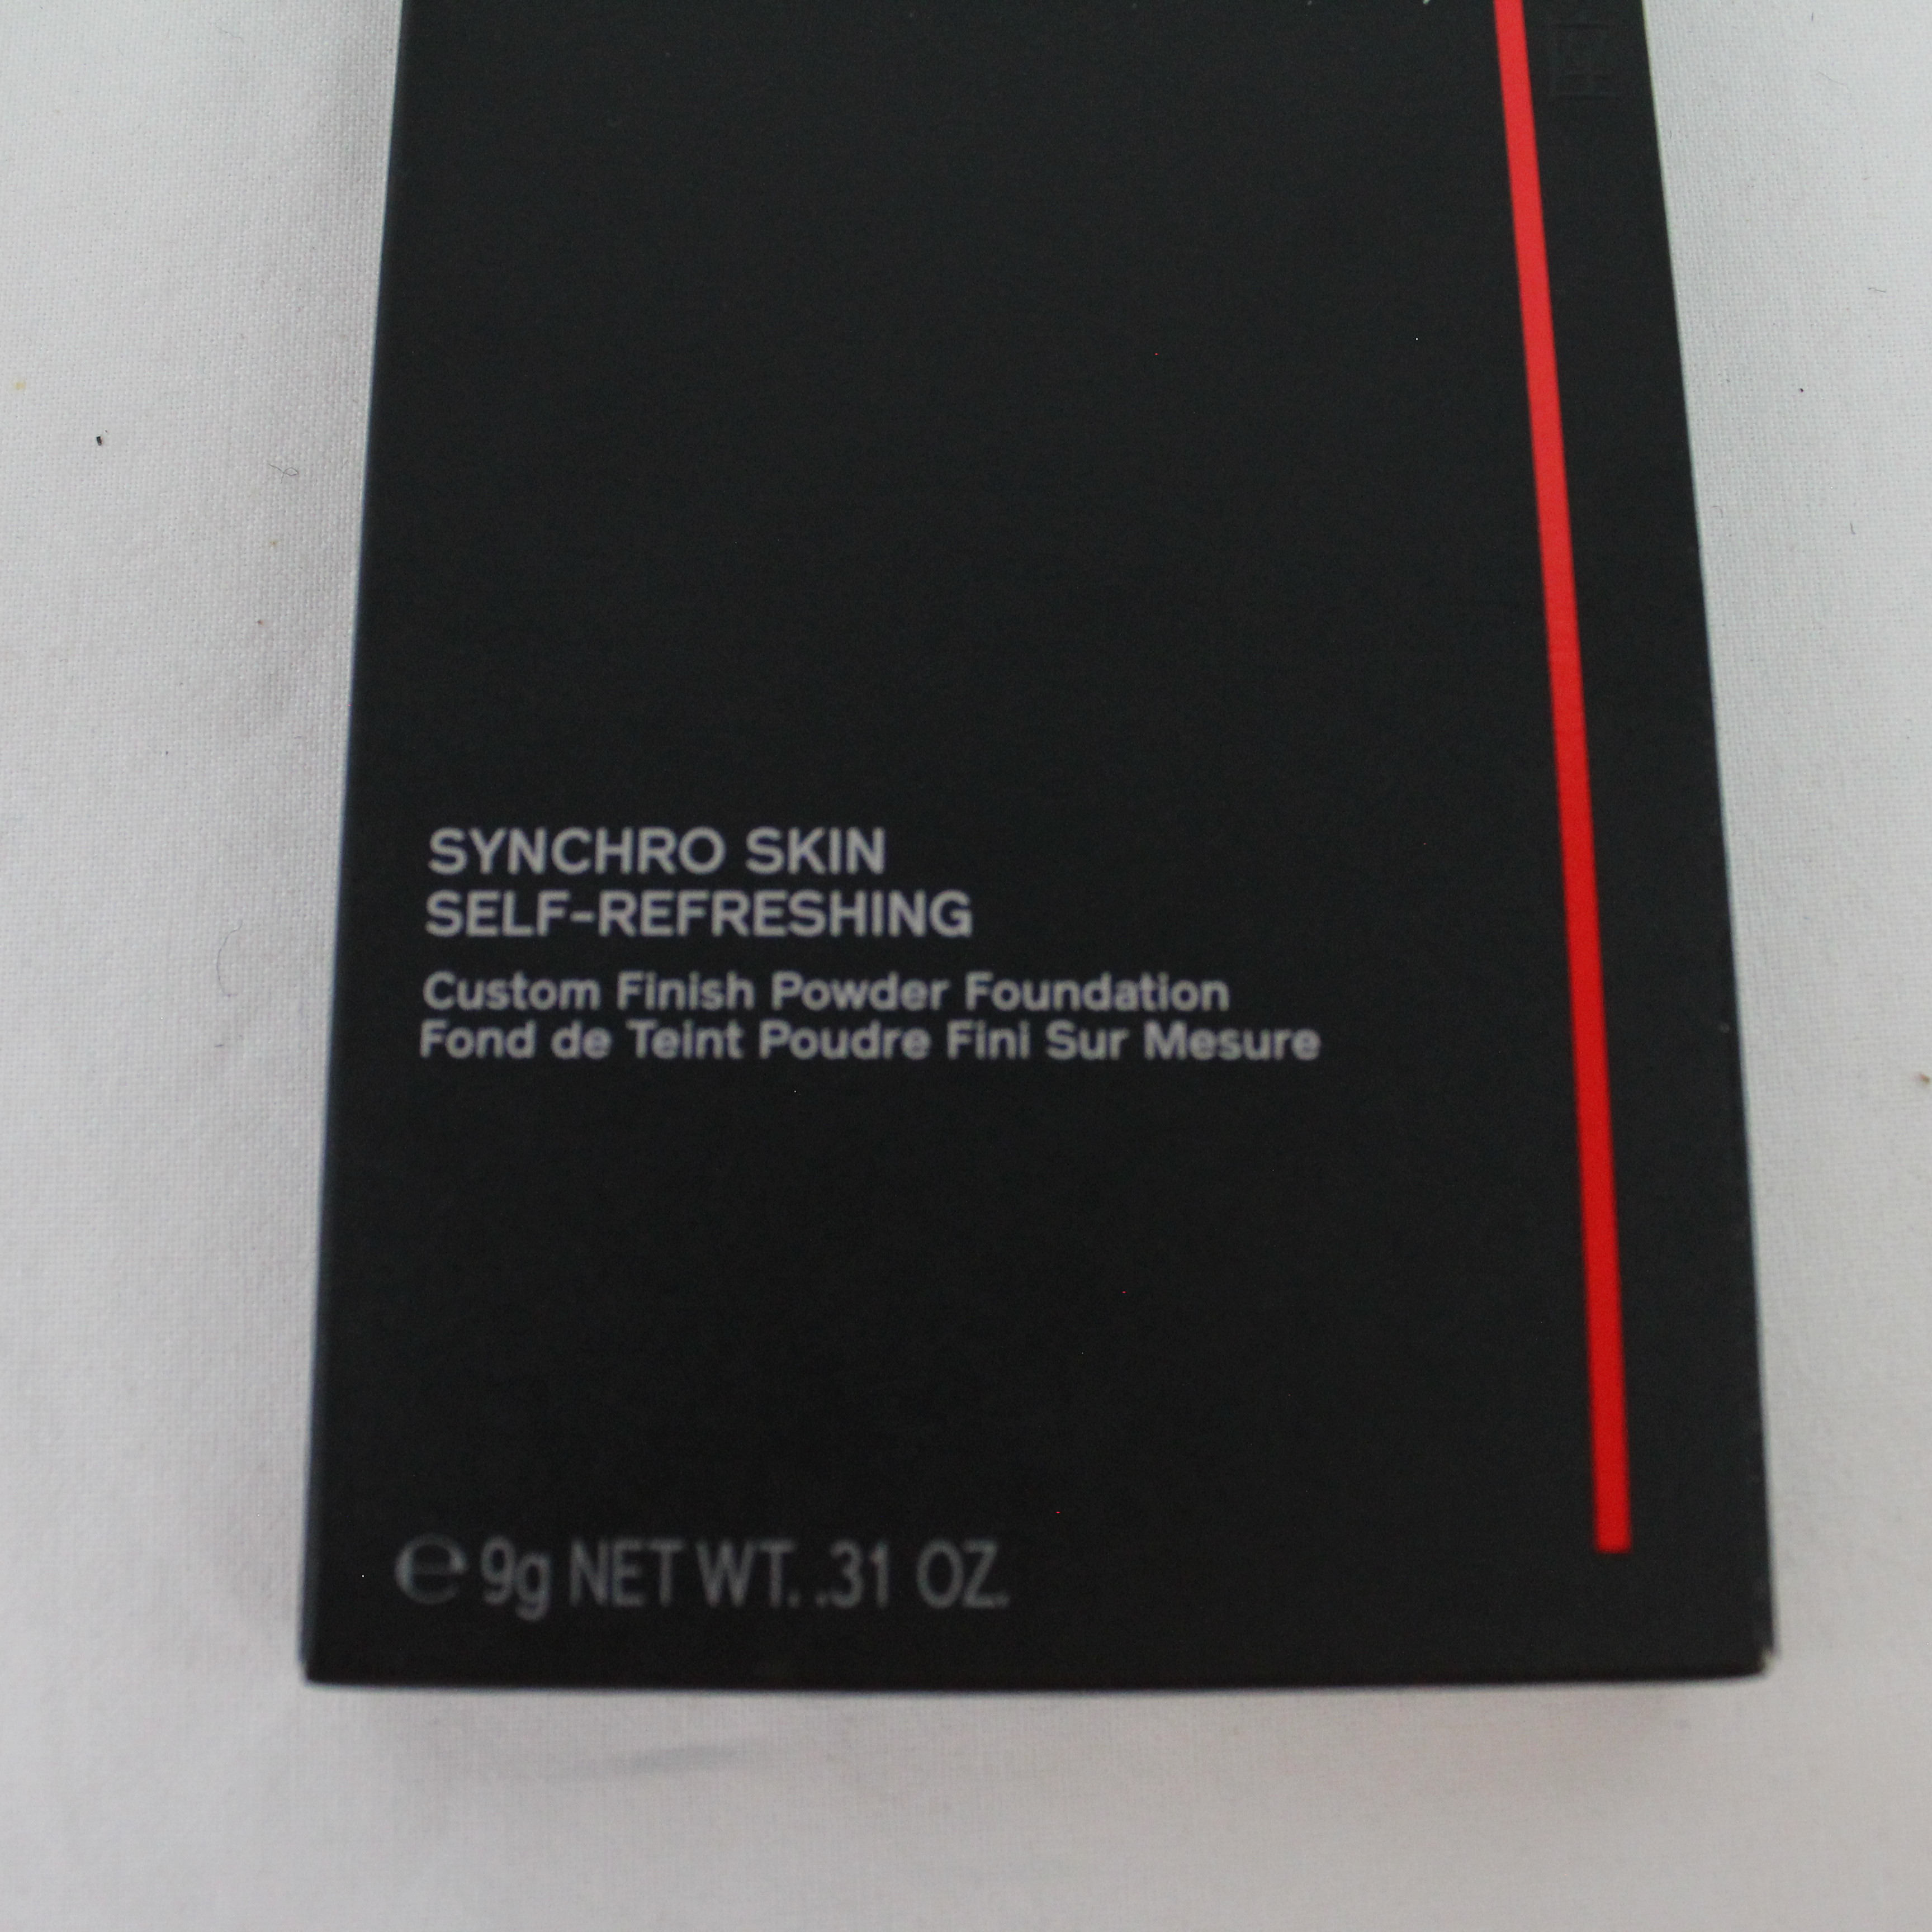 SYNCHRO SKIN
SELF-REFRESHING
Custom Finish Powder Foundation
Fond de Teint Poudre Fini Sur Mesure
℮ 9g NET WT. .31 OZ.